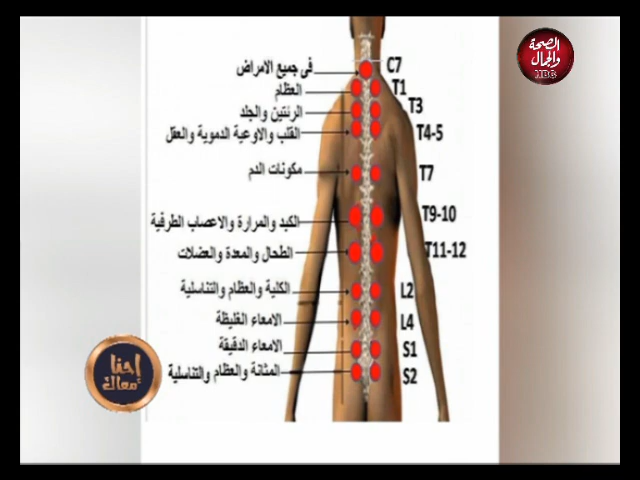 الصحة
والجمال
HBC
فى جميع الامراض C7
العظام T1
الرئتين والجلد T3
القلب والاوعية الدموية والعقل T4-5
مكونات الدم T7
الكبد والمرارة والاعصاب الطرفية T9-10
الطحال والمعدة والعضلات T11-12
الكلية والعظام والتناسلية L2
الامعاء الغليظة L4
الامعاء الدقيقة S1
المثانة والعظام والتناسلية S2
إحنا
معاك